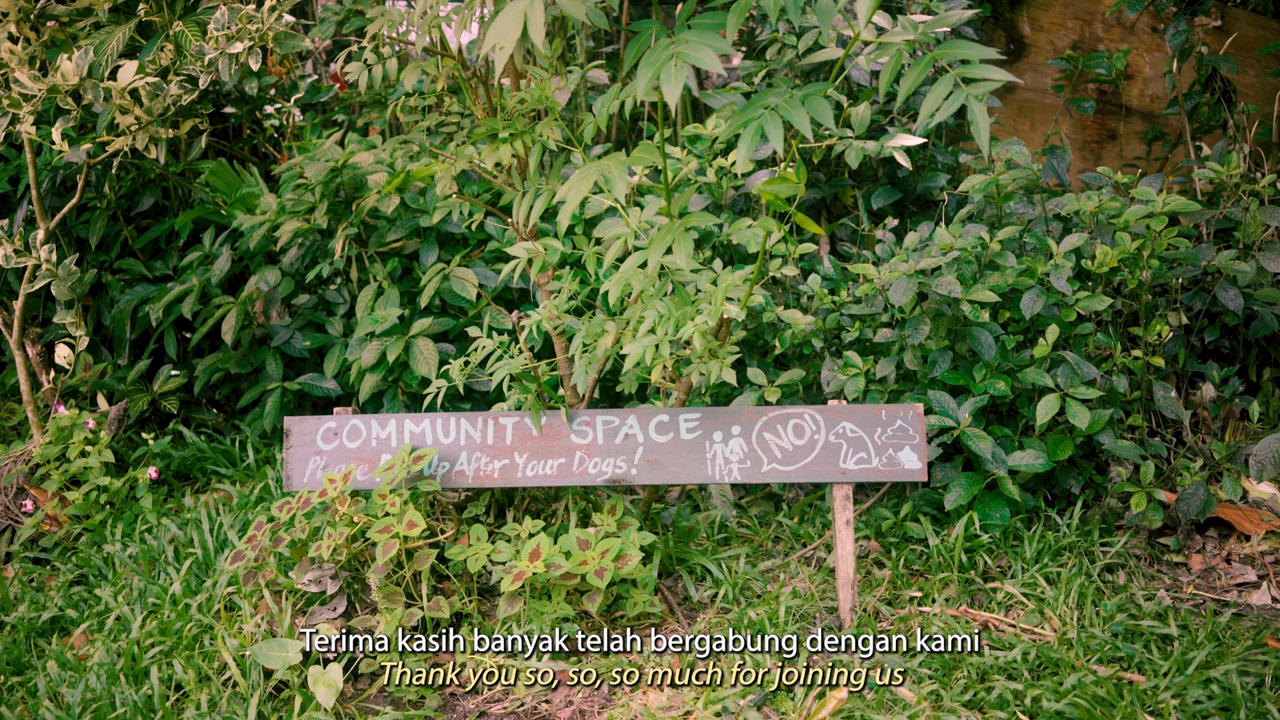 COMMUNITY SPACE
Please Up After Your Dogs!
NO!
Terima kasih banyak telah bergabung dengan kami
Thank you so, so, so much for joining us